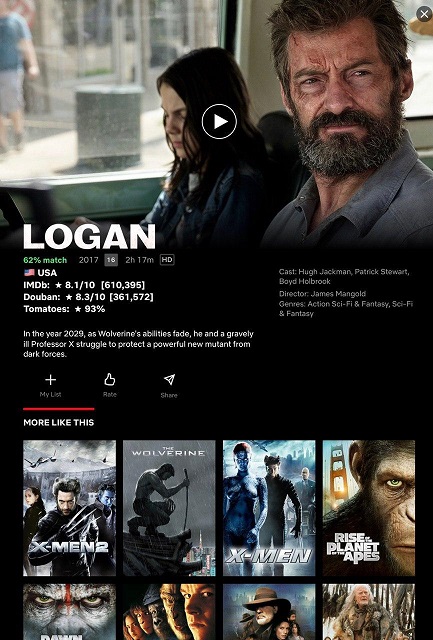 LOGAN
62% match 2017 16 2h 17m HD
USA
IMDb: ★ 8.1/10 [610,395]
Douban: ★ 8.3/10 [361,572]
Tomatoes: ★ 93%
Cast: Hugh Jackman, Patrick Stewart,
Boyd Holbrook
Director: James Mangold
Genres: Action Sci-Fi & Fantasy, Sci-Fi
& Fantasy
In the year 2029, as Wolverine's abilities fade, he and a gravely
ill Professor X struggle to protect a powerful new mutant from
dark forces.
My List Rate Share
MORE LIKE THIS
X-MEN2
THE
WOLVERINE
X-MEN
RISE OF THE
PLANET
OF THE
APES
DAWN